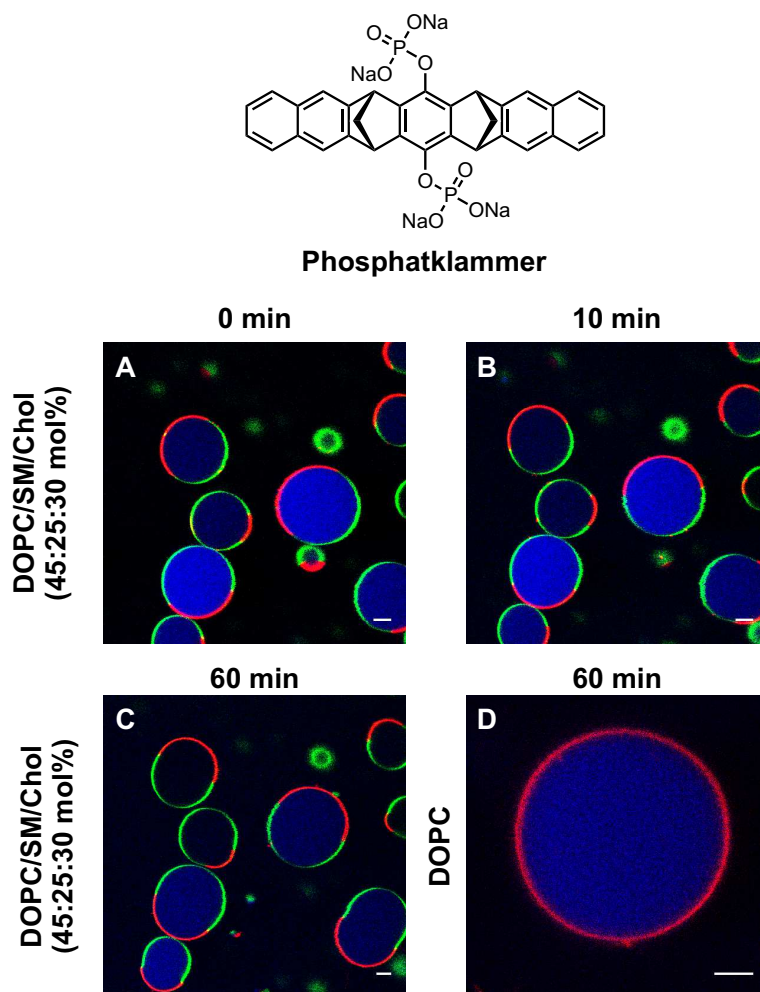 ONa
O
P
NaO
O
O
O
P
NaO
ONa
Phosphatklammer
0 min
10 min
DOPC/SM/Chol
(45:25:30 mol%)
A
B
60 min
60 min
DOPC/SM/Chol
(45:25:30 mol%)
C
DOPC
D